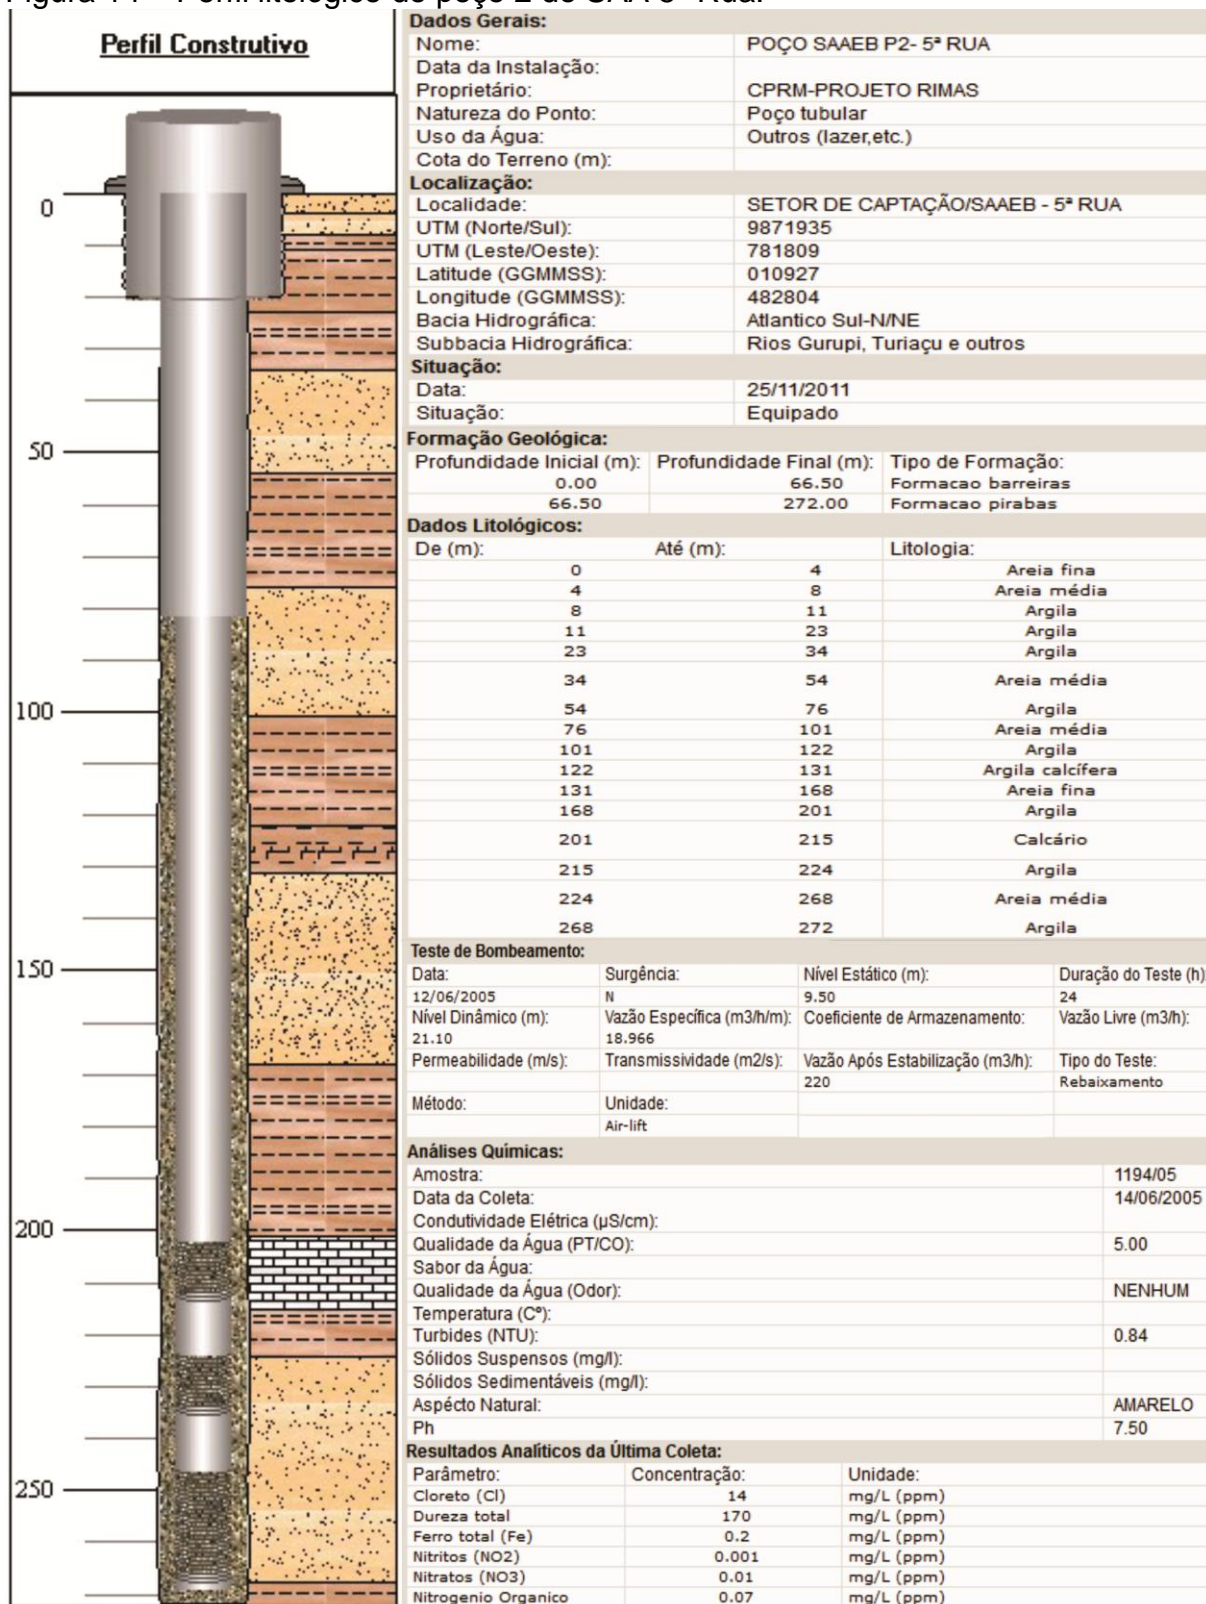 Perfil Construtivo
0
50
100
150
200
250
Dados Gerais:
Nome: POÇO SAAEB P2- 5ª RUA
Data da Instalação:
Proprietário: CPRM-PROJETO RIMAS
Natureza do Ponto: Poço tubular
Uso da Água: Outros (lazer,etc.)
Cota do Terreno (m):
Localização:
Localidade: SETOR DE CAPTAÇÃO/SAAEB - 5ª RUA
UTM (Norte/Sul): 9871935
UTM (Leste/Oeste): 781809
Latitude (GGMMSS): 010927
Longitude (GGMMSS): 482804
Bacia Hidrográfica: Atlantico Sul-N/NE
Subbacia Hidrográfica: Rios Gurupi, Turiaçu e outros
Situação:
Data: 25/11/2011
Situação: Equipado
Formação Geológica:
Profundidade Inicial (m): Profundidade Final (m): Tipo de Formação:
0.00 66.50 Formacao barreiras
66.50 272.00 Formacao pirabas
Dados Litológicos:
De (m): Até (m): Litologia:
0 4 Areia fina
4 8 Areia média
8 11 Argila
11 23 Argila
23 34 Argila
34 54 Areia média
54 76 Argila
76 101 Areia média
101 122 Argila
122 131 Argila calcífera
131 168 Areia fina
168 201 Argila
201 215 Calcário
215 224 Argila
224 268 Areia média
268 272 Argila
Teste de Bombeamento:
Data: Surgência: Nível Estático (m): Duração do Teste (h)
12/06/2005 N 9.50 24
Nível Dinâmico (m): Vazão Específica (m3/h/m): Coeficiente de Armazenamento: Vazão Livre (m3/h):
21.10 18.966
Permeabilidade (m/s): Transmissividade (m2/s): Vazão Após Estabilização (m3/h): Tipo do Teste:
220 Rebaixamento
Método: Unidade:
Air-lift
Análises Químicas:
Amostra: 1194/05
Data da Coleta: 14/06/2005
Condutividade Elétrica (µS/cm):
Qualidade da Água (PT/CO): 5.00
Sabor da Água:
Qualidade da Água (Odor): NENHUM
Temperatura (Cº):
Turbides (NTU): 0.84
Sólidos Suspensos (mg/l):
Sólidos Sedimentáveis (mg/l):
Aspécto Natural: AMARELO
Ph 7.50
Resultados Analíticos da Última Coleta:
Parâmetro: Concentração: Unidade:
Cloreto (Cl) 14 mg/L (ppm)
Dureza total 170 mg/L (ppm)
Ferro total (Fe) 0.2 mg/L (ppm)
Nitritos (NO2) 0.001 mg/L (ppm)
Nitratos (NO3) 0.01 mg/L (ppm)
Nitrogenio Organico 0.07 mg/L (ppm)